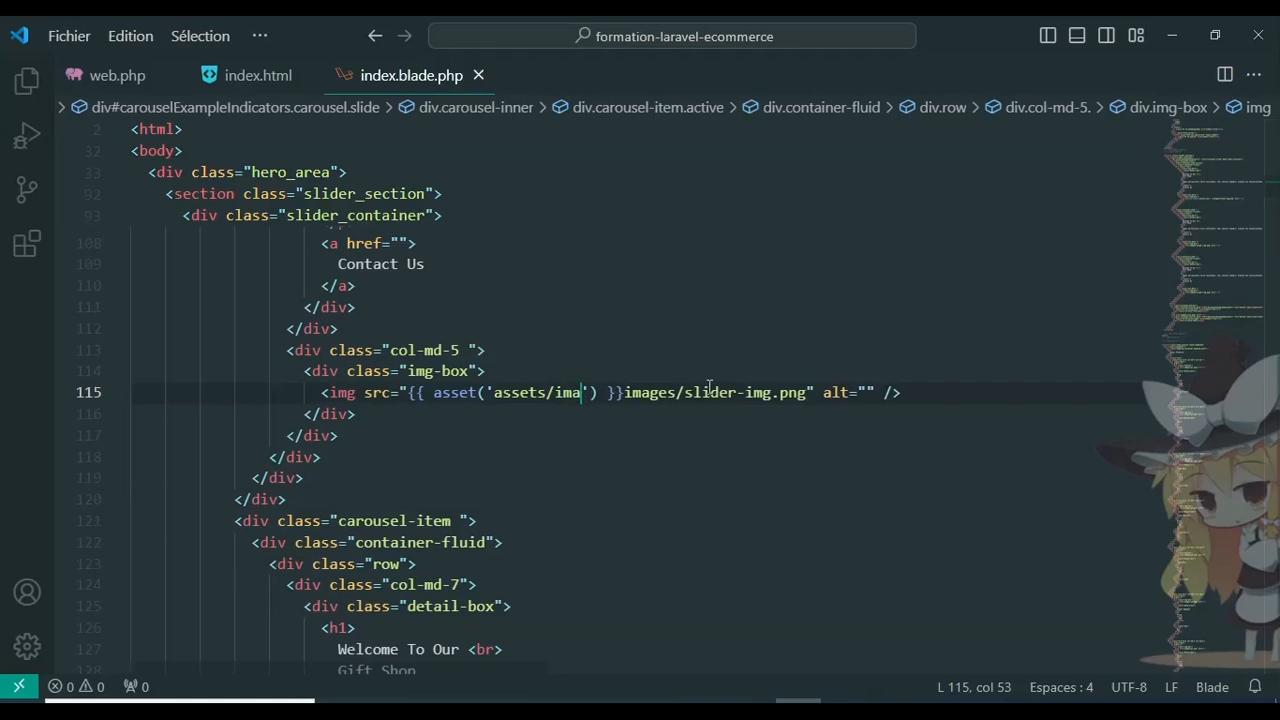 Fichier Edition Sélection ··· formation-laravel-ecommerce
web.php index.html index.blade.php
div#carouselExampleIndicators.carousel.slide > div.carousel-inner > div.carousel-item.active > div.container-fluid > div.row > div.col-md-5. > div.img-box > img
2 <html>
32 <body>
33 <div class="hero_area">
92 <section class="slider_section">
93 <div class="slider_container">
108 <a href="">
109 Contact Us
110 </a>
111 </div>
112 </div>
113 <div class="col-md-5 ">
114 <div class="img-box">
115 <img src="{{ asset('assets/ima') }}images/slider-img.png" alt="" />
116 </div>
117 </div>
118 </div>
119 </div>
120 </div>
121 <div class="carousel-item ">
122 <div class="container-fluid">
123 <div class="row">
124 <div class="col-md-7">
125 <div class="detail-box">
126 <h1>
127 Welcome To Our <br>
128 Gift Shop
0 0 0 L 115, col 53 Espaces : 4 UTF-8 LF Blade